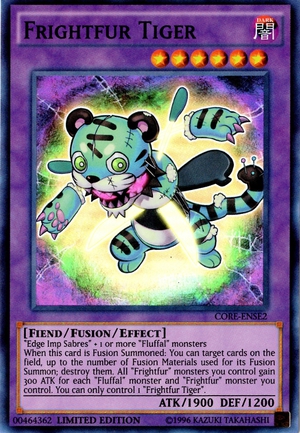 FRIGHTFUR TIGER
DARK
CORE-ENSE2
[FIEND/FUSION/EFFECT]
"Edge Imp Sabres" + 1 or more "Fluffal" monsters
When this card is Fusion Summoned: You can target cards on the
field, up to the number of Fusion Materials used for its Fusion
Summon; destroy them. All "Frightfur" monsters you control gain
300 ATK for each "Fluffal" monster and "Frightfur" monster you
control. You can only control 1 "Frightfur Tiger".
ATK/1900 DEF/1200
00464362 LIMITED EDITION ©1996 KAZUKI TAKAHASHI